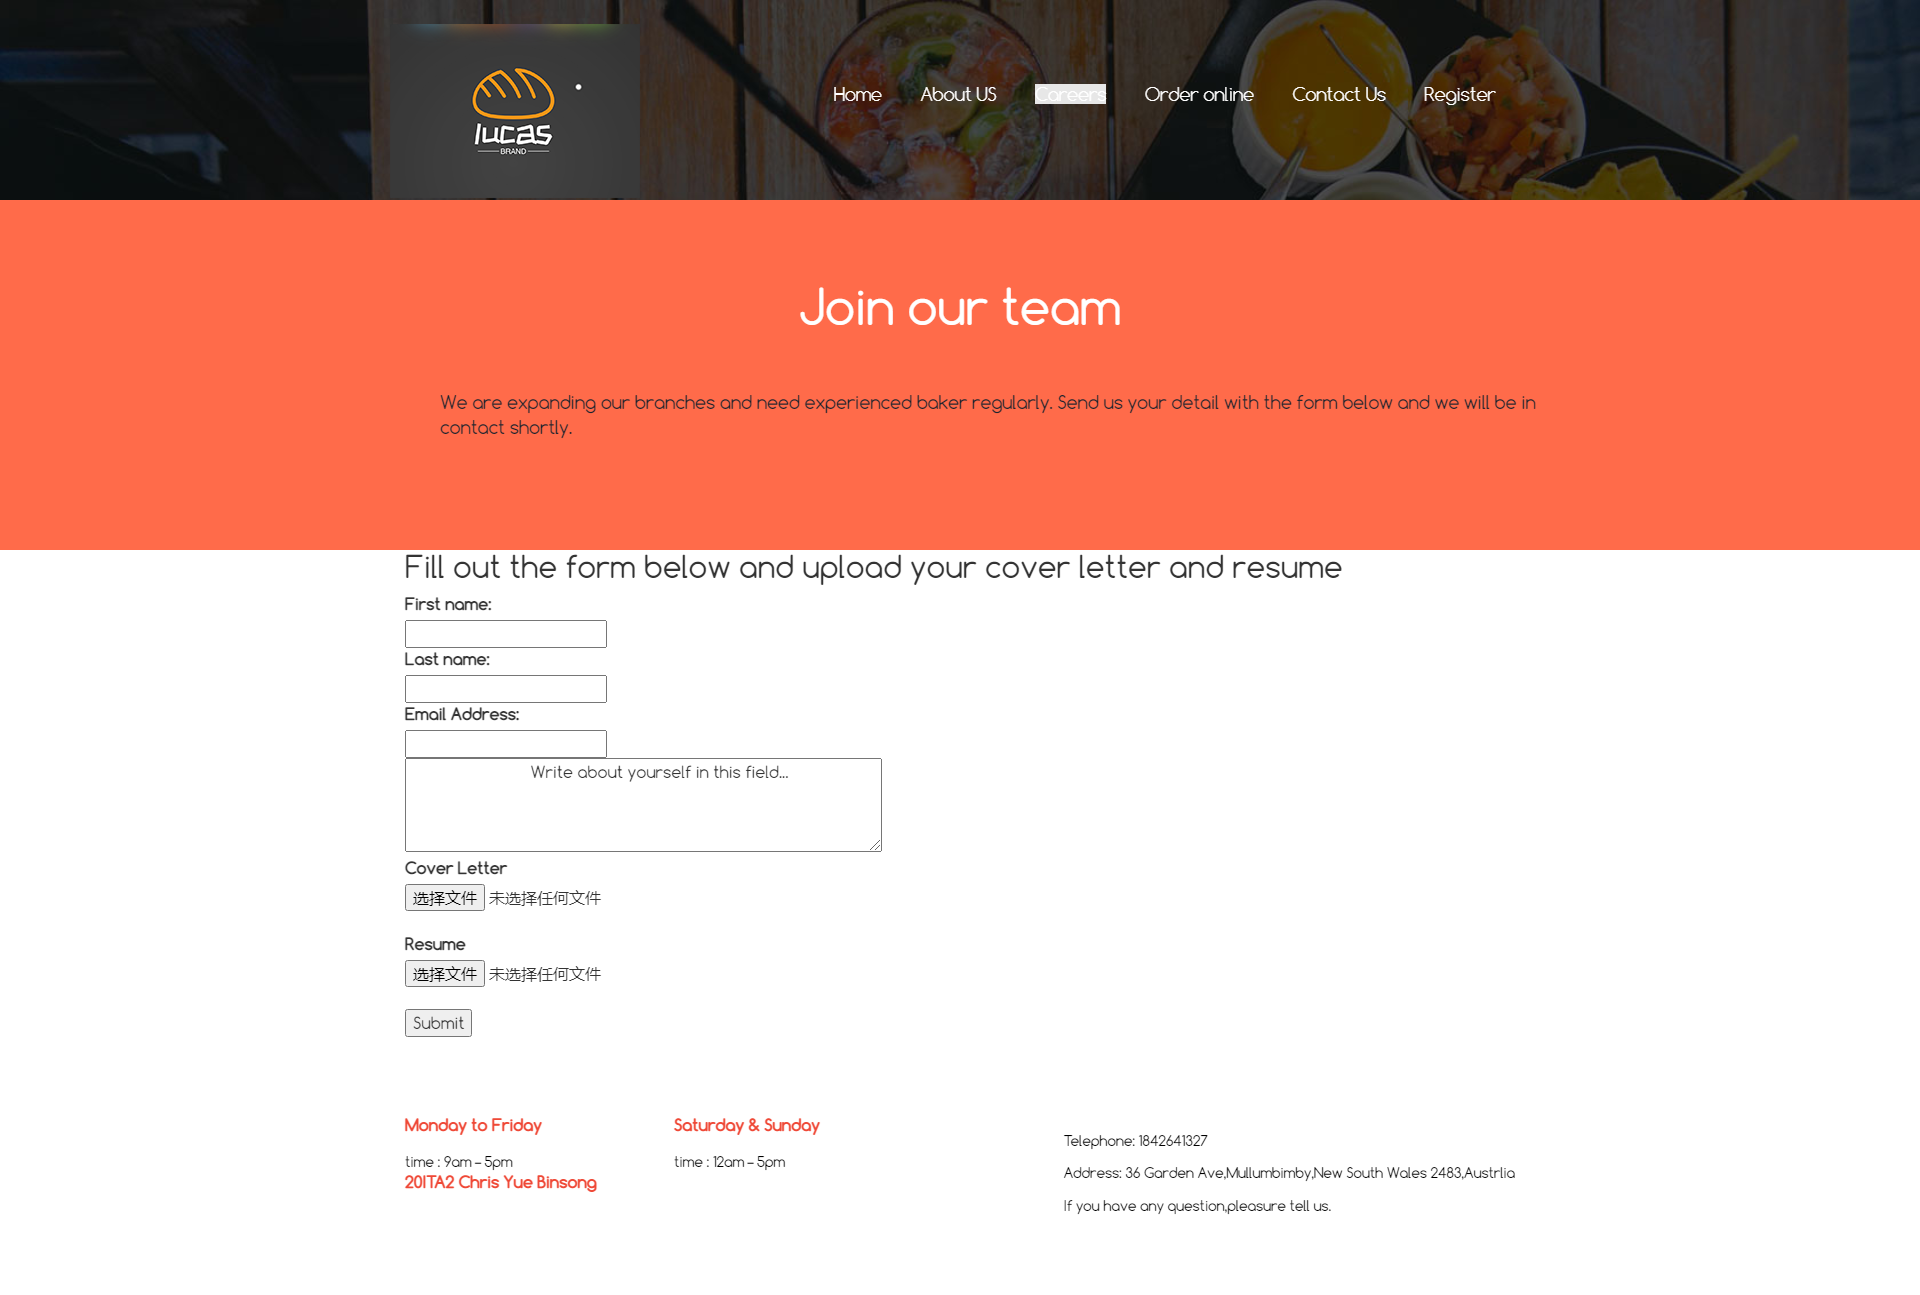 lucas
BRAND
Home
About US
Careers
Order online
Contact Us
Register
Join our team
We are expanding our branches and need experienced baker regularly. Send us your detail with the form below and we will be in
contact shortly.
Fill out the form below and upload your cover letter and resume
First name:
Last name:
Email Address:
Write about yourself in this field...
Cover Letter
选择文件 未选择任何文件
Resume
选择文件 未选择任何文件
Submit
Monday to Friday
time : 9am – 5pm
20ITA2 Chris Yue Binsong
Saturday & Sunday
time : 12am – 5pm
Telephone: 1842641327
Address: 36 Garden Ave,Mullumbimby,New South Wales 2483,Austrlia
If you have any question,pleasure tell us.